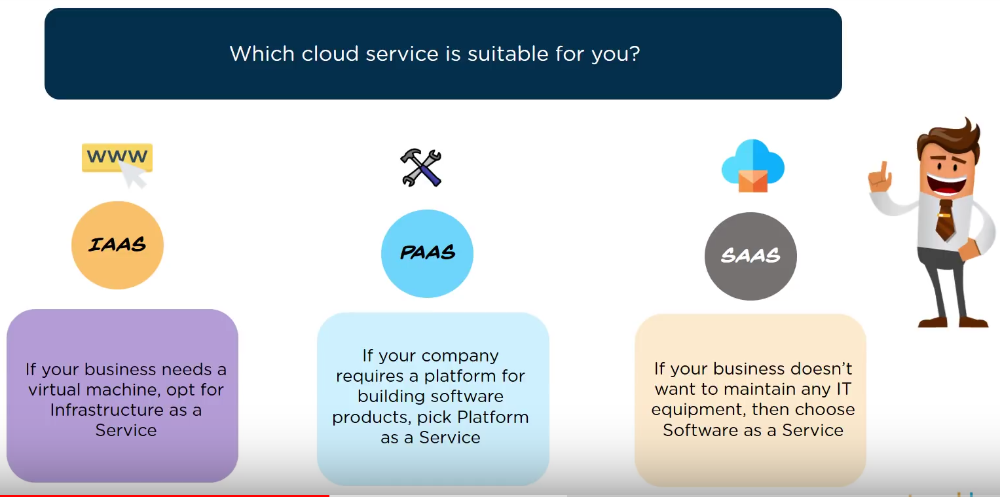 Which cloud service is suitable for you?
WWW
IAAS
PAAS
SAAS
If your business needs a
virtual machine, opt for
Infrastructure as a
Service
If your company
requires a platform for
building software
products, pick Platform
as a Service
If your business doesn't
want to maintain any IT
equipment, then choose
Software as a Service